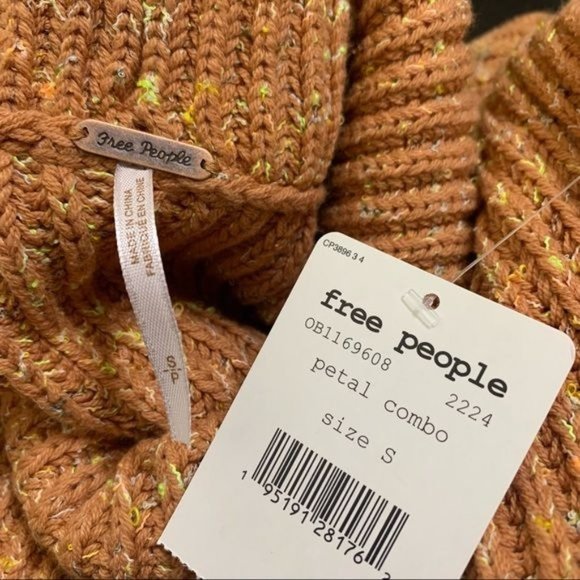 Free People
MADE IN CHINA
FABRIQUÉ EN CHINE
S/P
CP3896 3 4
free people
OB1169608 2224
petal combo
size S
1 95191 28176 3